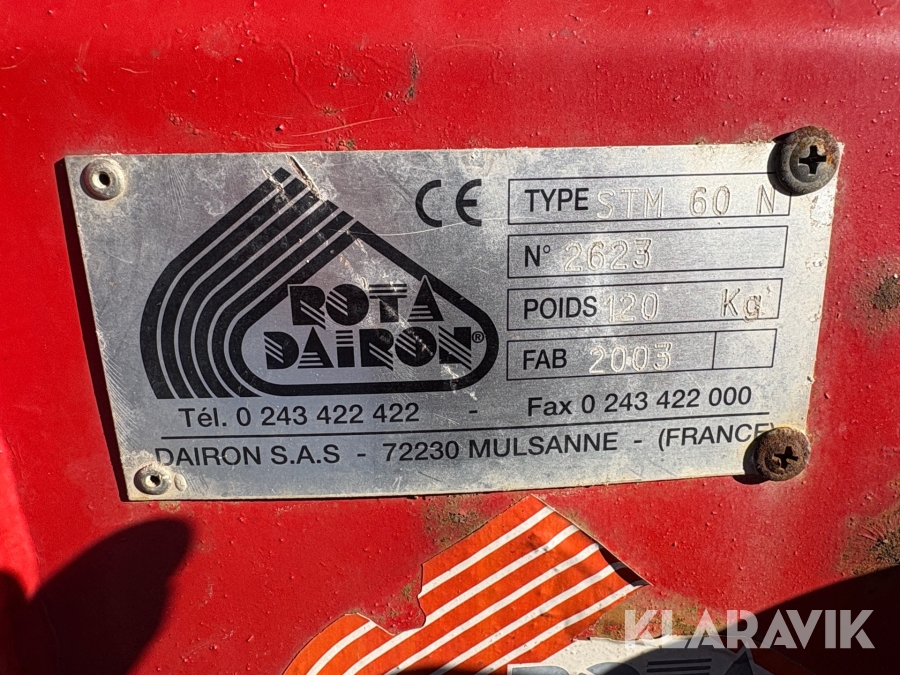 CE
TYPE STM 60 N
N° 2623
POIDS 120 Kg
FAB 2003
ROTA
DAIRON®
Tél. 0 243 422 422 - Fax 0 243 422 000
DAIRON S.A.S - 72230 MULSANNE - (FRANCE)
KLARAVIK